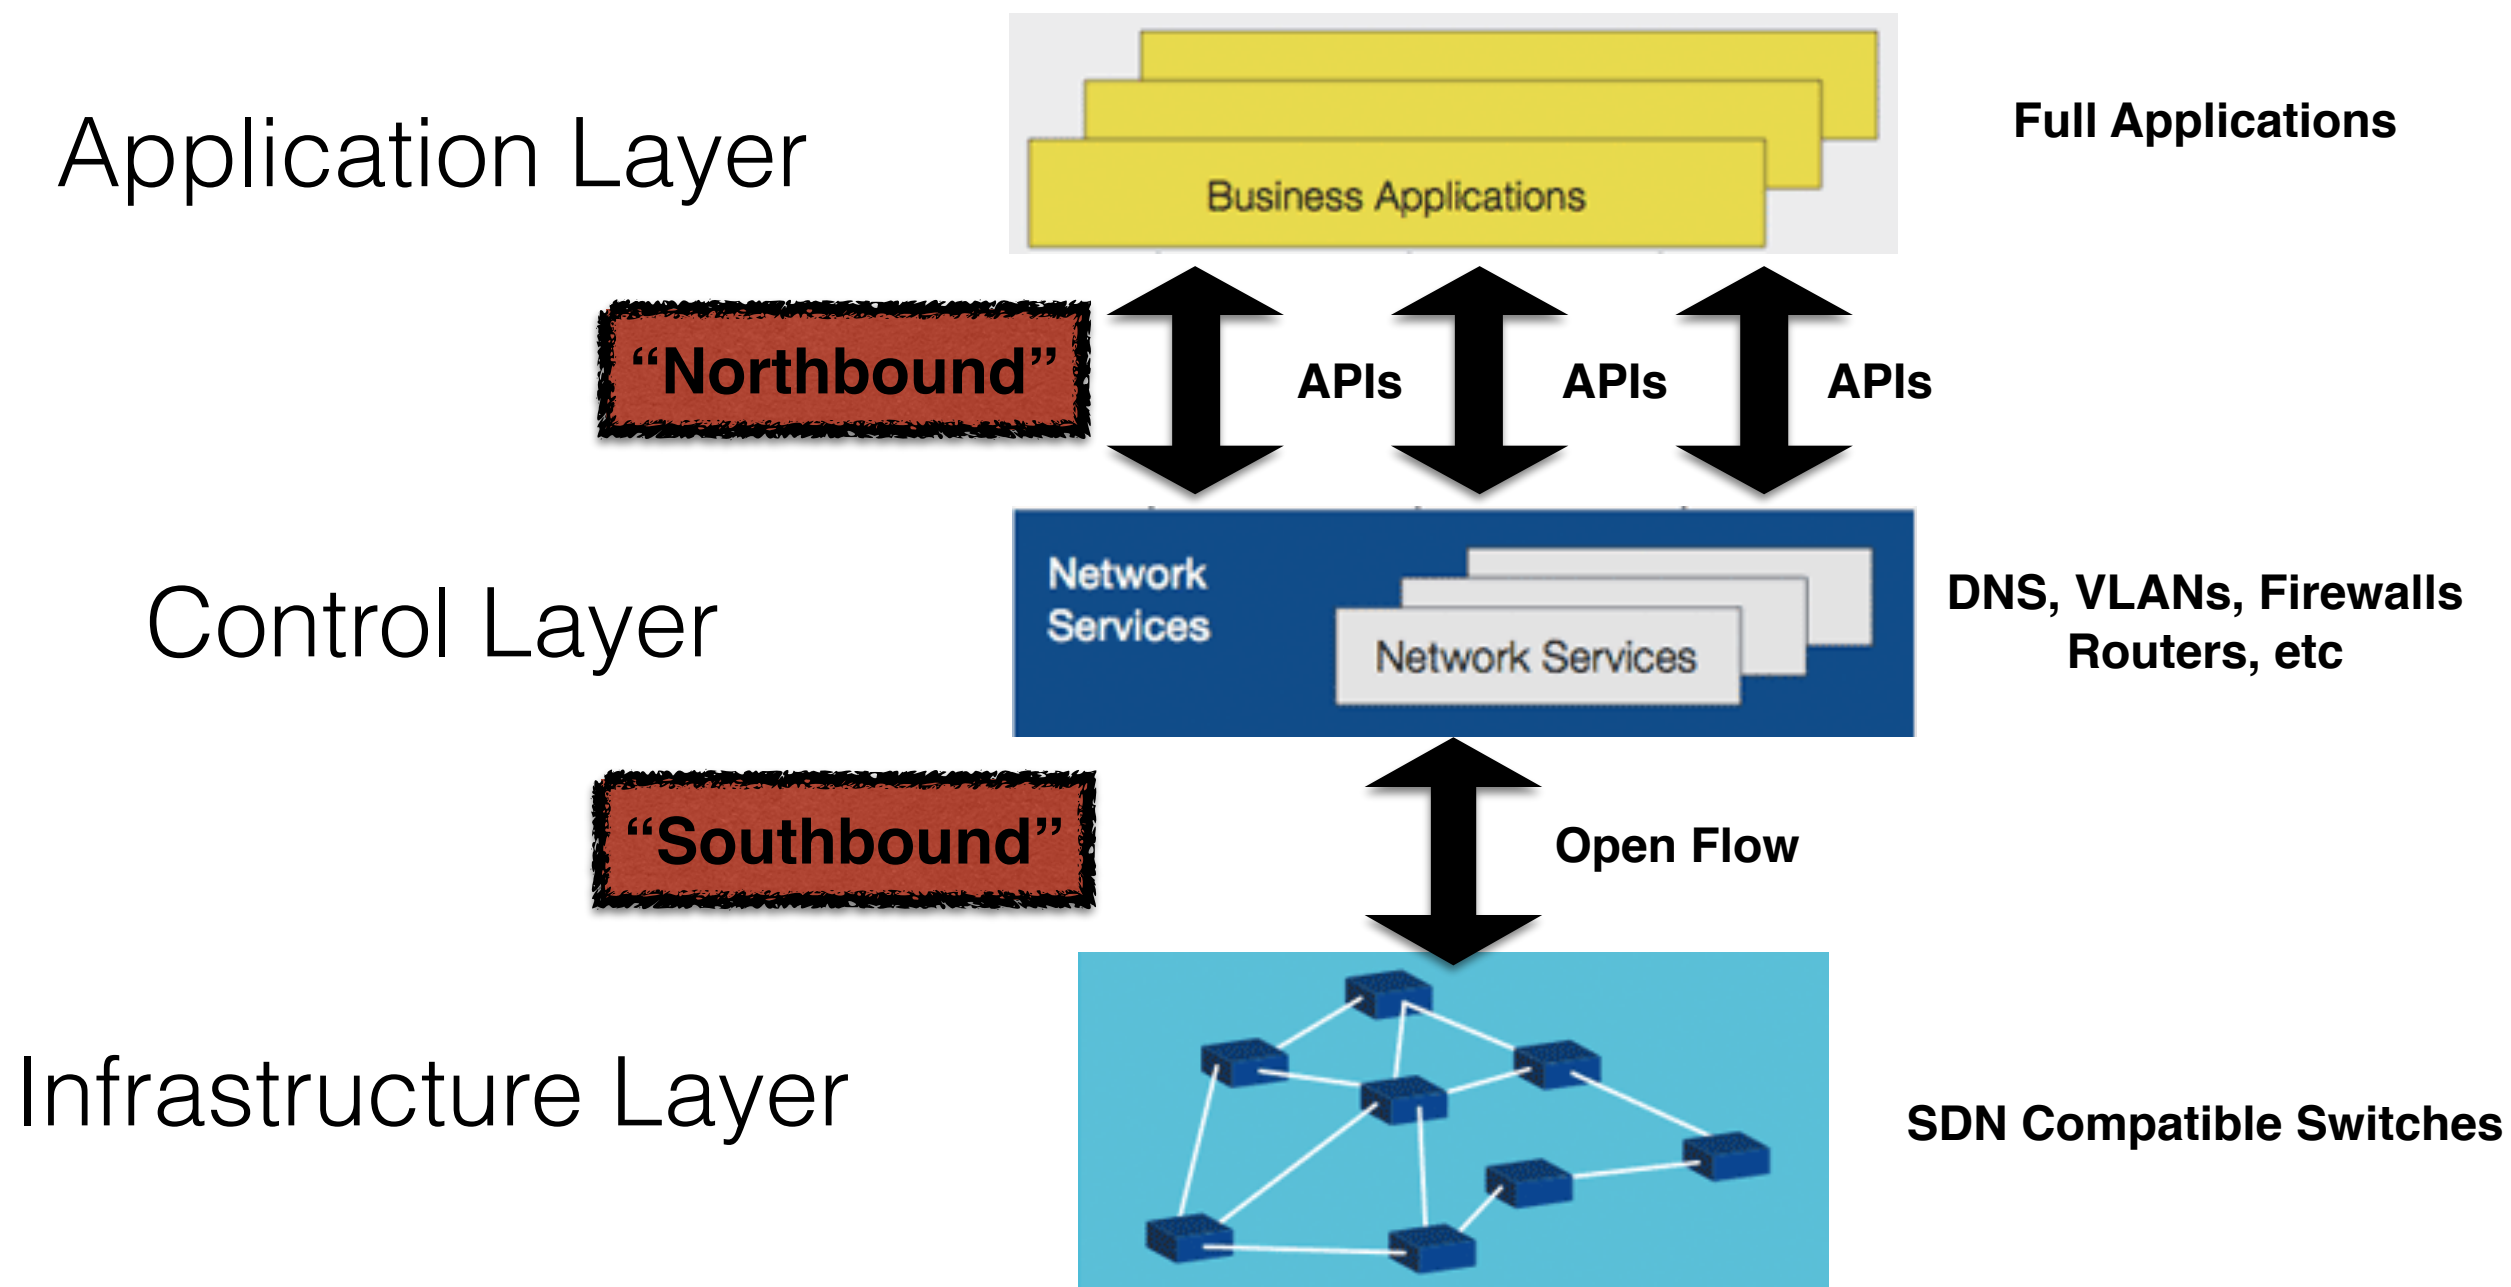 Application Layer
Business Applications
Full Applications
“Northbound”
APIs
APIs
APIs
Control Layer
Network
Services
Network Services
DNS, VLANs, Firewalls
Routers, etc
“Southbound”
Open Flow
Infrastructure Layer
SDN Compatible Switches